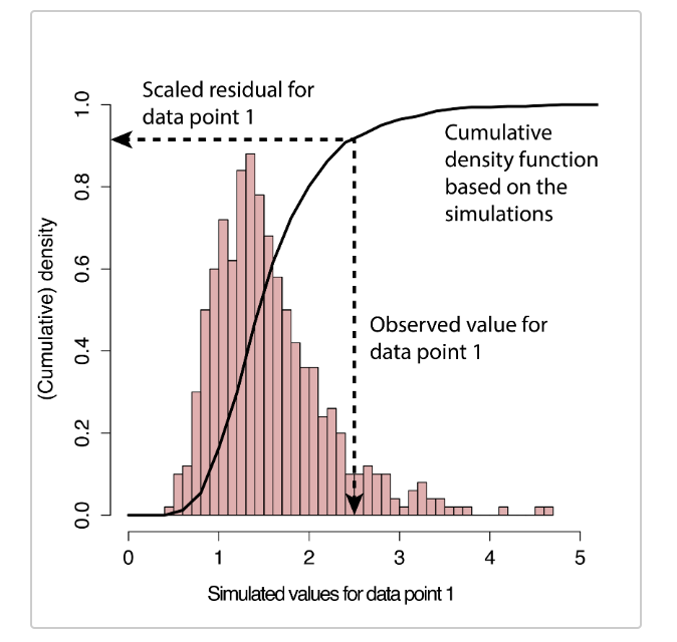 Scaled residual for
data point 1
Cumulative
density function
based on the
simulations
Observed value for
data point 1
(Cumulative) density
1.0
0.8
0.6
0.4
0.2
0.0
0 1 2 3 4 5
Simulated values for data point 1